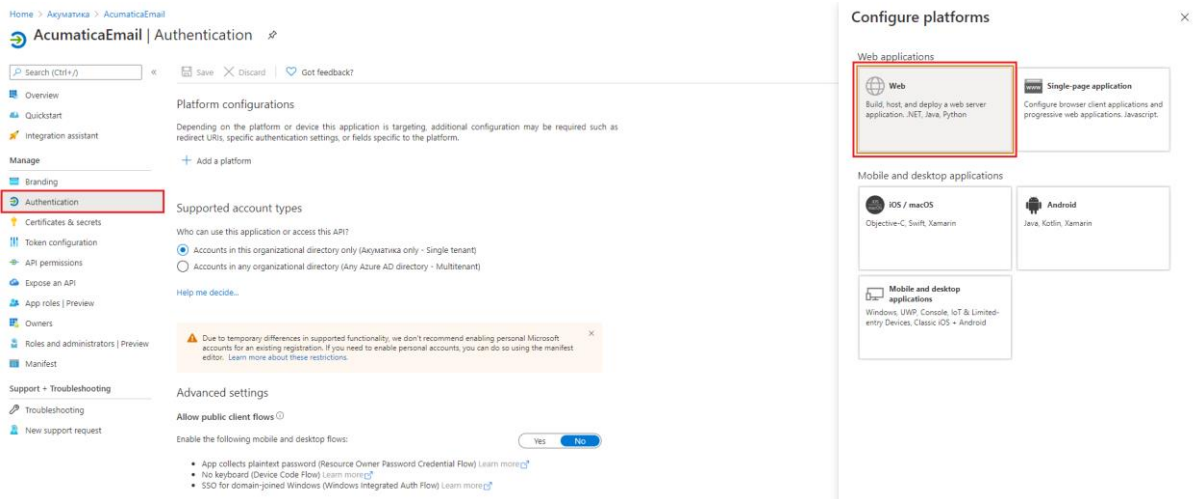 Home > Акуматика > AcumaticaEmail
AcumaticaEmail | Authentication
Search (Ctrl+/)
«
Save
Discard
Got feedback?
Overview
Quickstart
Integration assistant
Manage
Branding
Authentication
Certificates & secrets
Token configuration
API permissions
Expose an API
App roles | Preview
Owners
Roles and administrators | Preview
Manifest
Support + Troubleshooting
Troubleshooting
New support request
Platform configurations
Depending on the platform or device this application is targeting, additional configuration may be required such as
redirect URIs, specific authentication settings, or fields specific to the platform.
+ Add a platform
Supported account types
Who can use this application or access this API?
Accounts in this organizational directory only (Акуматика only - Single tenant)
Accounts in any organizational directory (Any Azure AD directory - Multitenant)
Help me decide...
Due to temporary differences in supported functionality, we don't recommend enabling personal Microsoft
accounts for an existing registration. If you need to enable personal accounts, you can do so using the manifest
editor. Learn more about these restrictions.
Advanced settings
Allow public client flows
Enable the following mobile and desktop flows:
Yes
No
• App collects plaintext password (Resource Owner Password Credential Flow) Learn more
• No keyboard (Device Code Flow) Learn more
• SSO for domain-joined Windows (Windows Integrated Auth Flow) Learn more
Configure platforms
Web applications
Web
Build, host, and deploy a web server
application. .NET, Java, Python
www
Single-page application
Configure browser client applications and
progressive web applications. Javascript.
Mobile and desktop applications
iOS / macOS
Objective-C, Swift, Xamarin
Android
Java, Kotlin, Xamarin
Mobile and desktop
applications
Windows, UWP, Console, IoT & Limited-
entry Devices, Classic iOS + Android